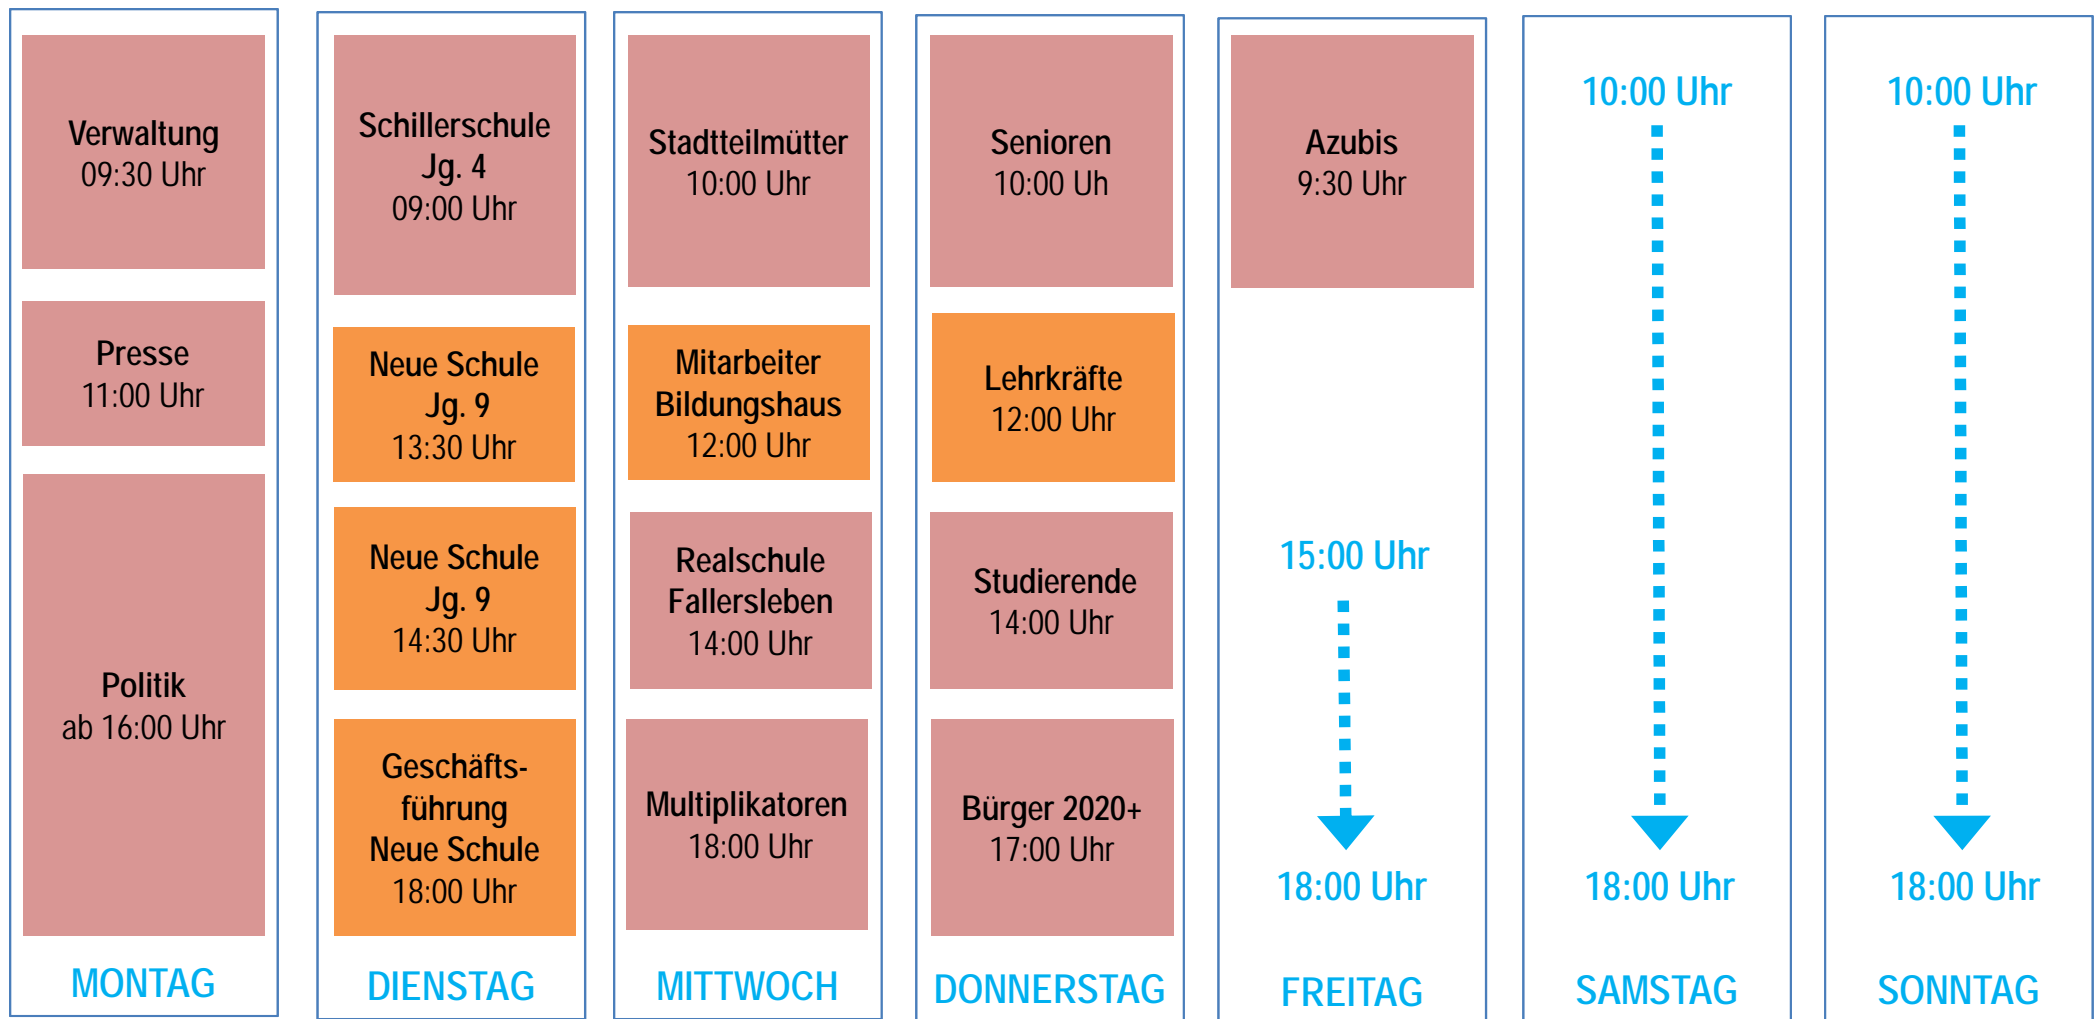 Verwaltung
09:30 Uhr
Presse
11:00 Uhr
Politik
ab 16:00 Uhr
MONTAG
Schillerschule
Jg. 4
09:00 Uhr
Neue Schule
Jg. 9
13:30 Uhr
Neue Schule
Jg. 9
14:30 Uhr
Geschäfts-
führung
Neue Schule
18:00 Uhr
DIENSTAG
Stadtteilmütter
10:00 Uhr
Mitarbeiter
Bildungshaus
12:00 Uhr
Realschule
Fallersleben
14:00 Uhr
Multiplikatoren
18:00 Uhr
MITTWOCH
Senioren
10:00 Uh
Lehrkräfte
12:00 Uhr
Studierende
14:00 Uhr
Bürger 2020+
17:00 Uhr
DONNERSTAG
Azubis
9:30 Uhr
15:00 Uhr
18:00 Uhr
FREITAG
10:00 Uhr
18:00 Uhr
SAMSTAG
10:00 Uhr
18:00 Uhr
SONNTAG